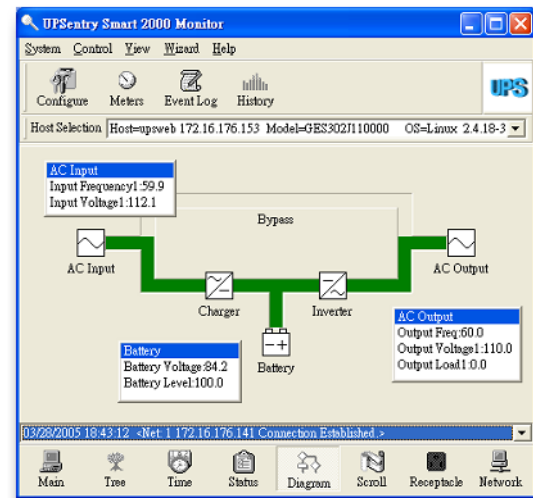 UPSentry Smart 2000 Monitor
System Control View Wizard Help
Configure Meters Event Log History
UPS
Host Selection Host=upsweb 172.16.176.153 Model=GES302J110000 OS=Linux 2.4.18-3
AC Input
Input Frequency1:59.9
Input Voltage1:112.1
Bypass
AC Input
AC Output
Charger
Inverter
Battery
AC Output
Output Freq:60.0
Output Voltage1:110.0
Output Load1:0.0
Battery
Battery Voltage:84.2
Battery Level:100.0
03/28/2005 18:43:12 <Net 1 172.16.176.141 Connection Established.>
Main Tree Time Status Diagram Scroll Receptacle Network